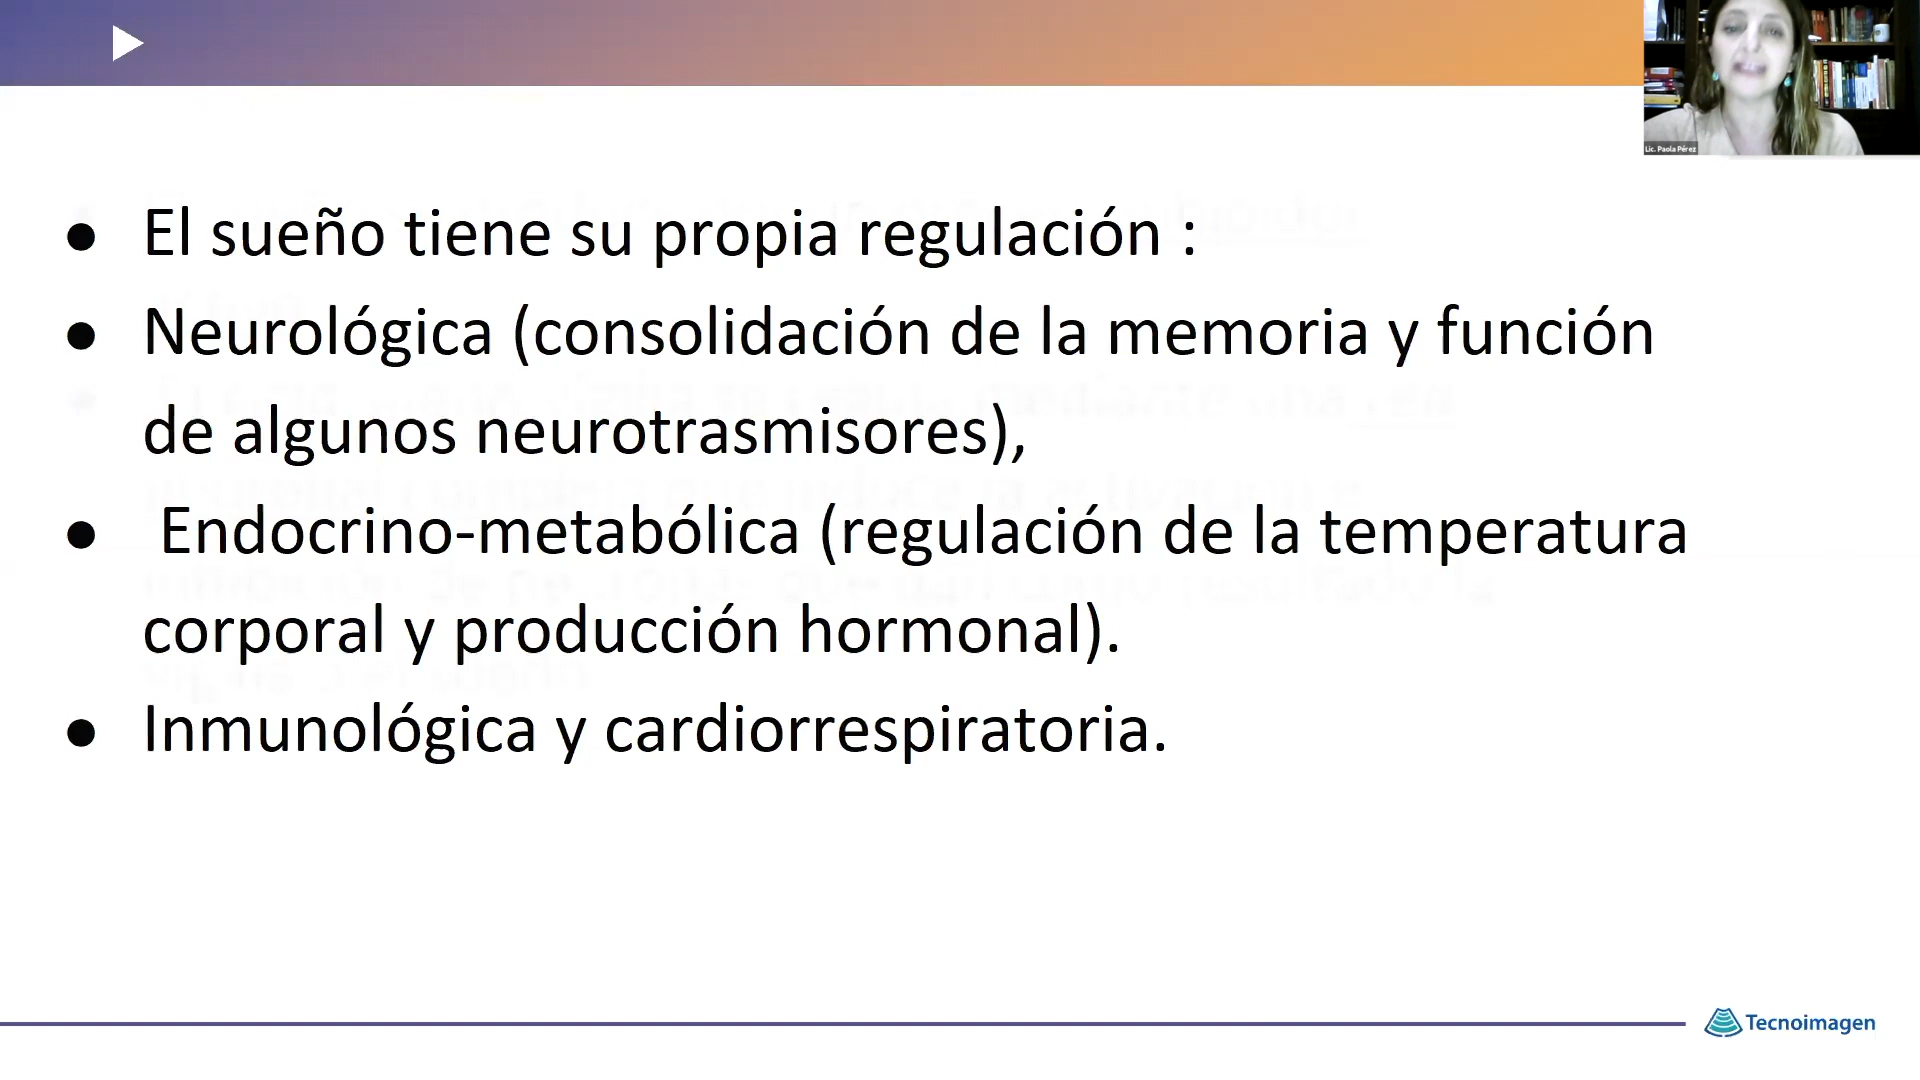 Lic. Paola Pérez
● El sueño tiene su propia regulación :
● Neurológica (consolidación de la memoria y función
de algunos neurotrasmisores),
● Endocrino-metabólica (regulación de la temperatura
corporal y producción hormonal).
● Inmunológica y cardiorrespiratoria.
Tecnoimagen